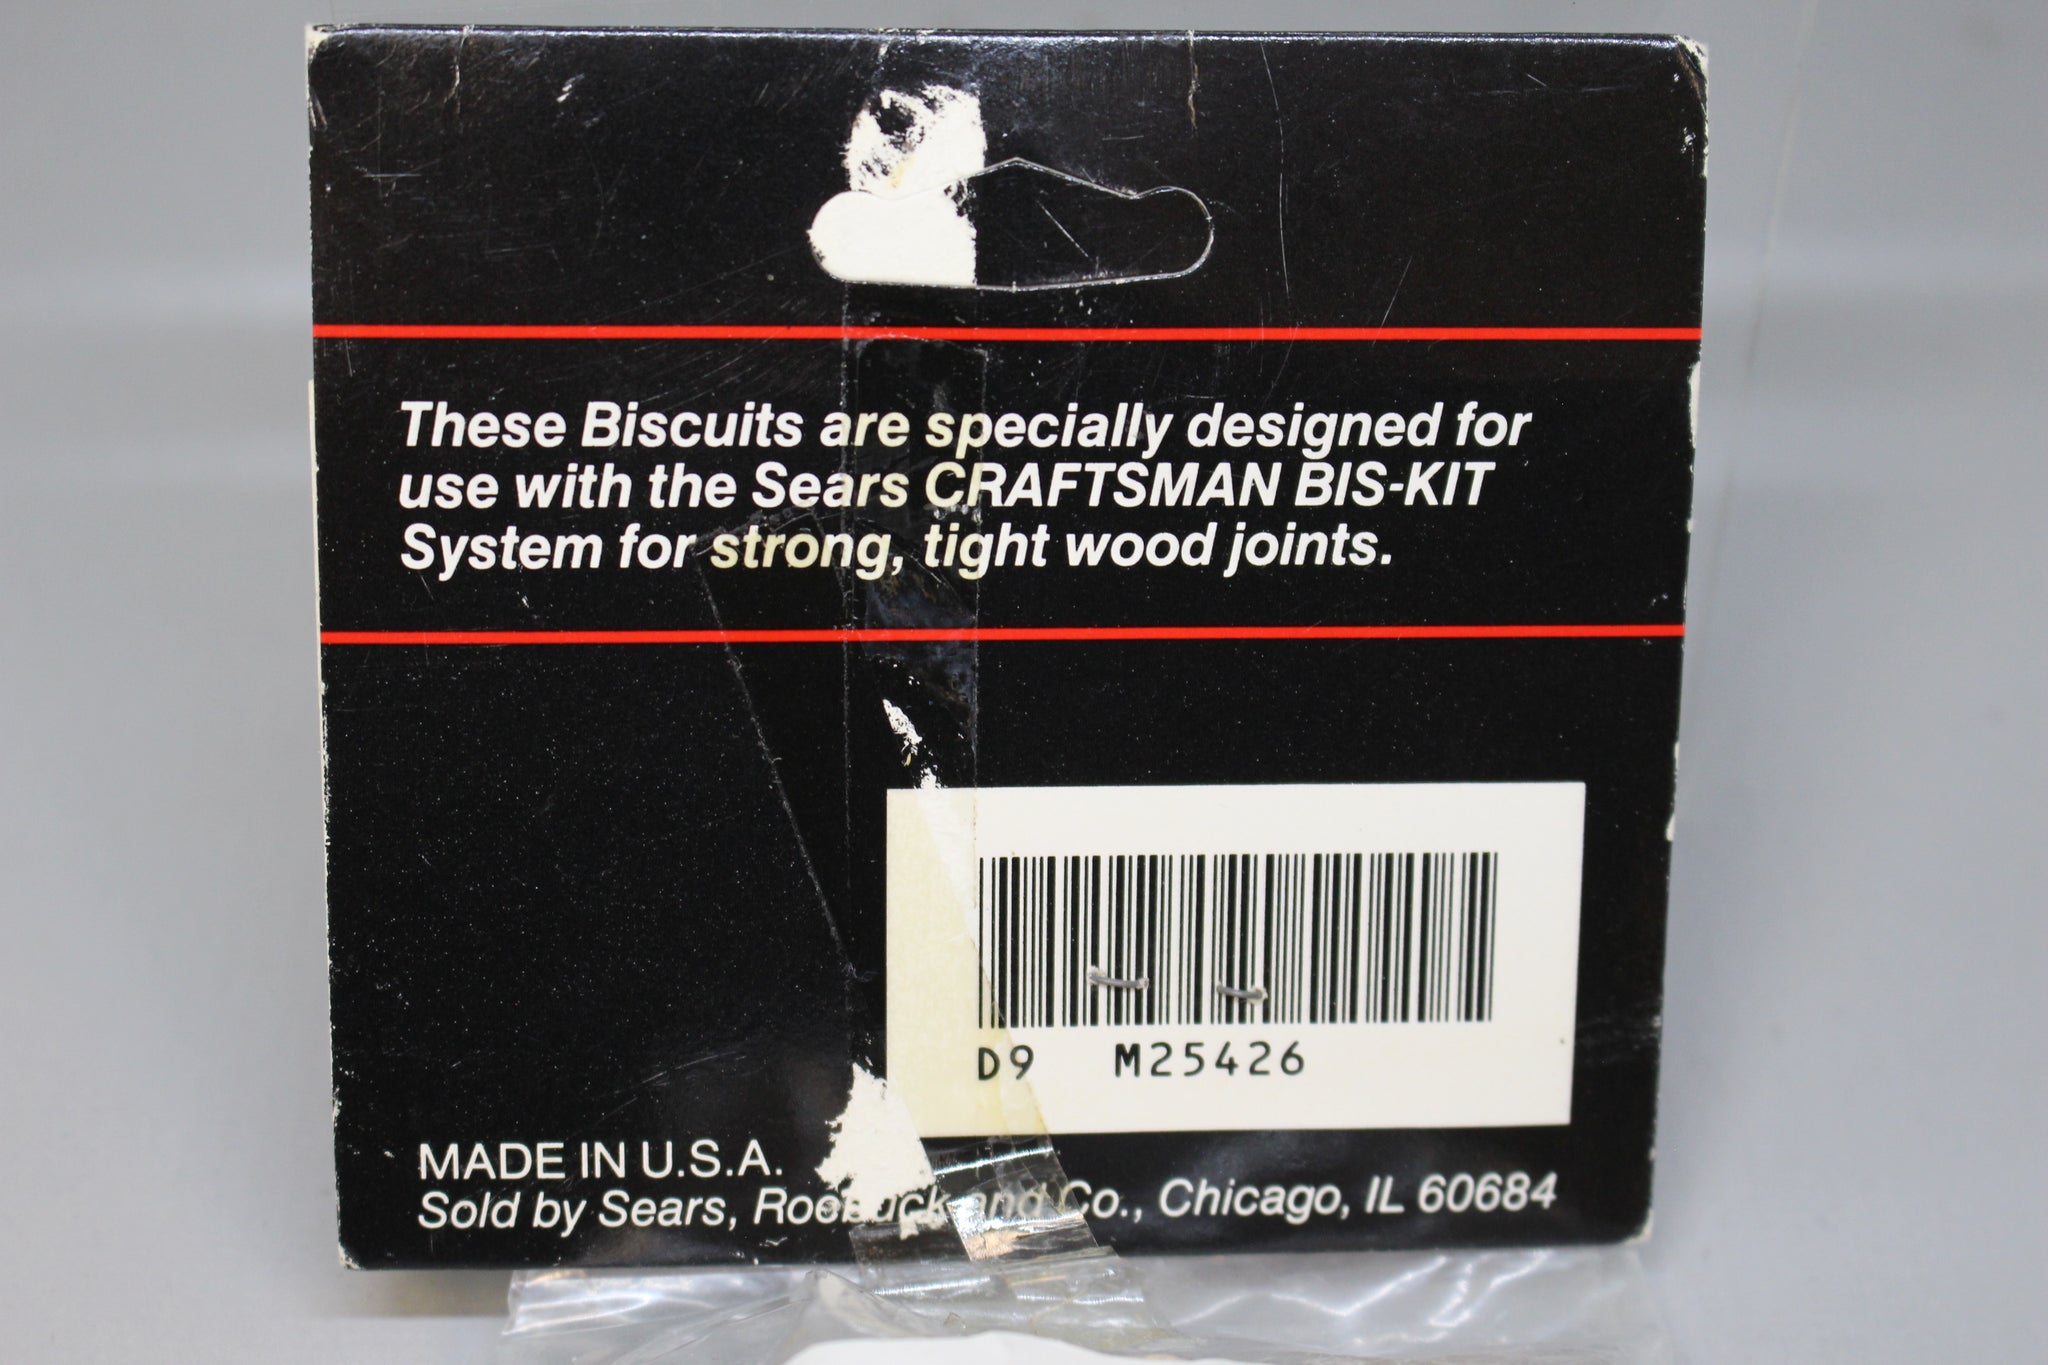 These Biscuits are specially designed for
use with the Sears CRAFTSMAN BIS-KIT
System for strong, tight wood joints.
D9 M25426
MADE IN U.S.A.
Sold by Sears, Roebuck and Co., Chicago, IL 60684